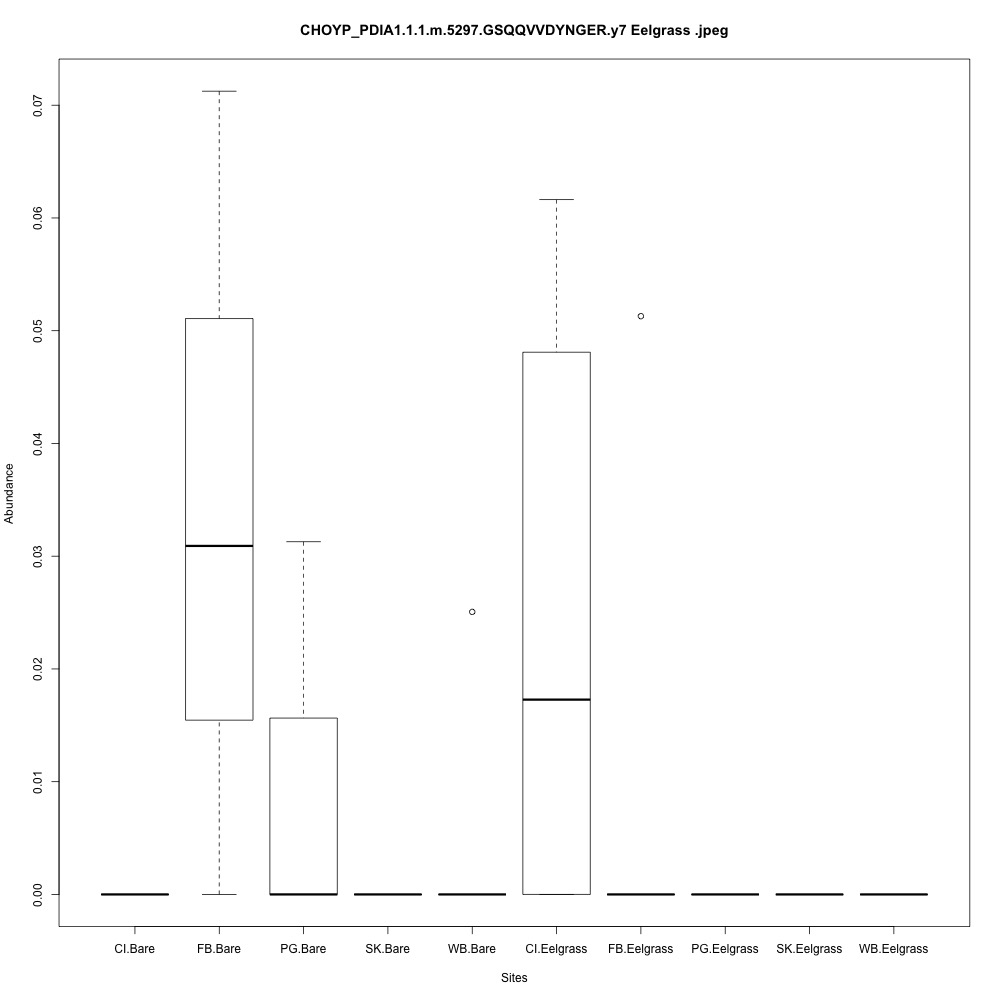 CHOYP_PDIA1.1.1.m.5297.GSQQVVDYNGER.y7 Eelgrass .jpeg
0.07
0.06
0.05
0.04
0.03
0.02
0.01
0.00
Abundance
CI.Bare FB.Bare PG.Bare SK.Bare WB.Bare CI.Eelgrass FB.Eelgrass PG.Eelgrass SK.Eelgrass WB.Eelgrass
Sites